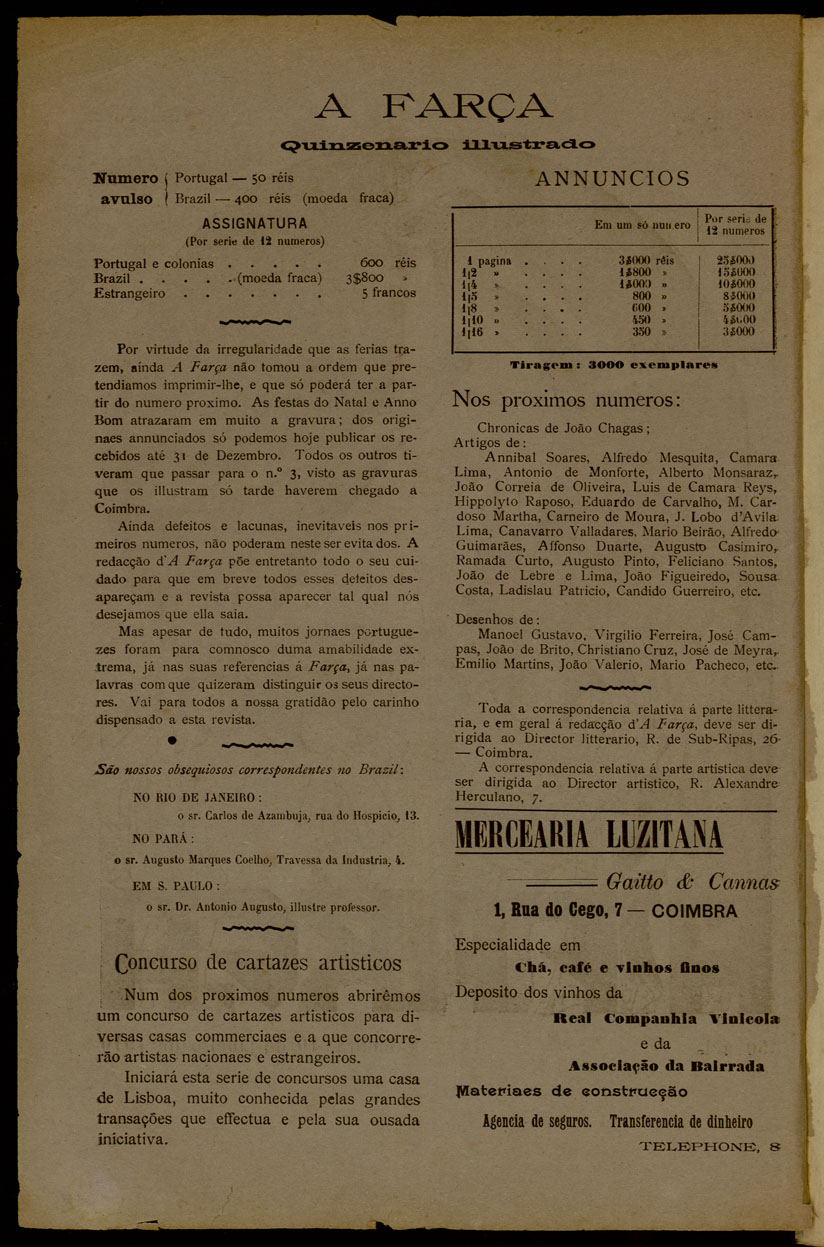 A FARÇA
Quinzenario illustrado
Numero avulso { Portugal — 50 réis
Brazil — 400 réis (moeda fraca)
ASSIGNATURA
(Por serie de 12 numeros)
Portugal e colonias . . . . . 600 réis
Brazil . . . . . (moeda fraca) 3$800 »
Estrangeiro . . . . . . . 5 francos
Por virtude da irregularidade que as ferias tra-
zem, ainda A Farça não tomou a ordem que pre-
tendiamos imprimir-lhe, e que só poderá ter a par-
tir do numero proximo. As festas do Natal e Anno
Bom atrazaram em muito a gravura; dos origi-
naes annunciados só podemos hoje publicar os re-
cebidos até 31 de Dezembro. Todos os outros ti-
veram que passar para o n.º 3, visto as gravuras
que os illustram só tarde haverem chegado a
Coimbra.
Ainda defeitos e lacunas, inevitaveis nos pri-
meiros numeros, não poderam neste ser evitados. A
redacção d'A Farça põe entretanto todo o seu cui-
dado para que em breve todos esses defeitos des-
apareçam e a revista possa aparecer tal qual nós
desejamos que ella saia.
Mas apesar de tudo, muitos jornaes portugue-
zes foram para comnosco duma amabilidade ex-
trema, já nas suas referencias á Farça, já nas pa-
lavras com que quizeram distinguir os seus directo-
res. Vai para todos a nossa gratidão pelo carinho
dispensado a esta revista.
São nossos obsequiosos correspondentes no Brazil:
NO RIO DE JANEIRO:
o sr. Carlos de Azambuja, rua do Hospicio, 13.
NO PARÁ:
o sr. Augusto Marques Coelho, Travessa da Industria, 4.
EM S. PAULO:
o sr. Dr. Antonio Augusto, illustre professor.
Concurso de cartazes artisticos
Num dos proximos numeros abrirêmos
um concurso de cartazes artisticos para di-
versas casas commerciaes e a que concorre-
rão artistas nacionaes e estrangeiros.
Iniciará esta serie de concursos uma casa
de Lisboa, muito conhecida pelas grandes
transações que effectua e pela sua ousada
iniciativa.
ANNUNCIOS
Em um só numero Por serie de 12 numeros
1 pagina . . . . 3$000 réis 25$000
1|2 » . . . . 1$800 » 15$000
1|4 » . . . . 1$000 » 10$000
1|5 » . . . . 800 » 8$000
1|8 » . . . . 600 » 5$000
1|10 » . . . . 450 » 4$000
1|16 » . . . . 350 » 3$000
Tiragem: 3000 exemplares
Nos proximos numeros:
Chronicas de João Chagas;
Artigos de:
Annibal Soares, Alfredo Mesquita, Camara
Lima, Antonio de Monforte, Alberto Monsaraz,
João Correia de Oliveira, Luis de Camara Reys,
Hippolyto Raposo, Eduardo de Carvalho, M. Car-
doso Martha, Carneiro de Moura, J. Lobo d'Avila
Lima, Canavarro Valladares, Mario Beirão, Alfredo
Guimarães, Affonso Duarte, Augusto Casimiro,
Ramada Curto, Augusto Pinto, Feliciano Santos,
João de Lebre e Lima, João Figueiredo, Sousa
Costa, Ladislau Patricio, Candido Guerreiro, etc.
Desenhos de:
Manoel Gustavo, Virgilio Ferreira, José Cam-
pas, João de Brito, Christiano Cruz, José de Meyra,
Emilio Martins, João Valerio, Mario Pacheco, etc.
Toda a correspondencia relativa á parte littera-
ria, e em geral á redacção d'A Farça, deve ser di-
rigida ao Director litterario, R. de Sub-Ripas, 26
— Coimbra.
A correspondencia relativa á parte artistica deve
ser dirigida ao Director artistico, R. Alexandre
Herculano, 7.
MERCEARIA LUZITANA
Gaitto & Cannas
1, Rua do Cego, 7 — COIMBRA
Especialidade em
Chá, café e vinhos finos
Deposito dos vinhos da
Real Companhia Vinicola
e da
Associação da Bairrada
Materiaes de construcção
Agencia de seguros. Transferencia de dinheiro
TELEPHONE, 8